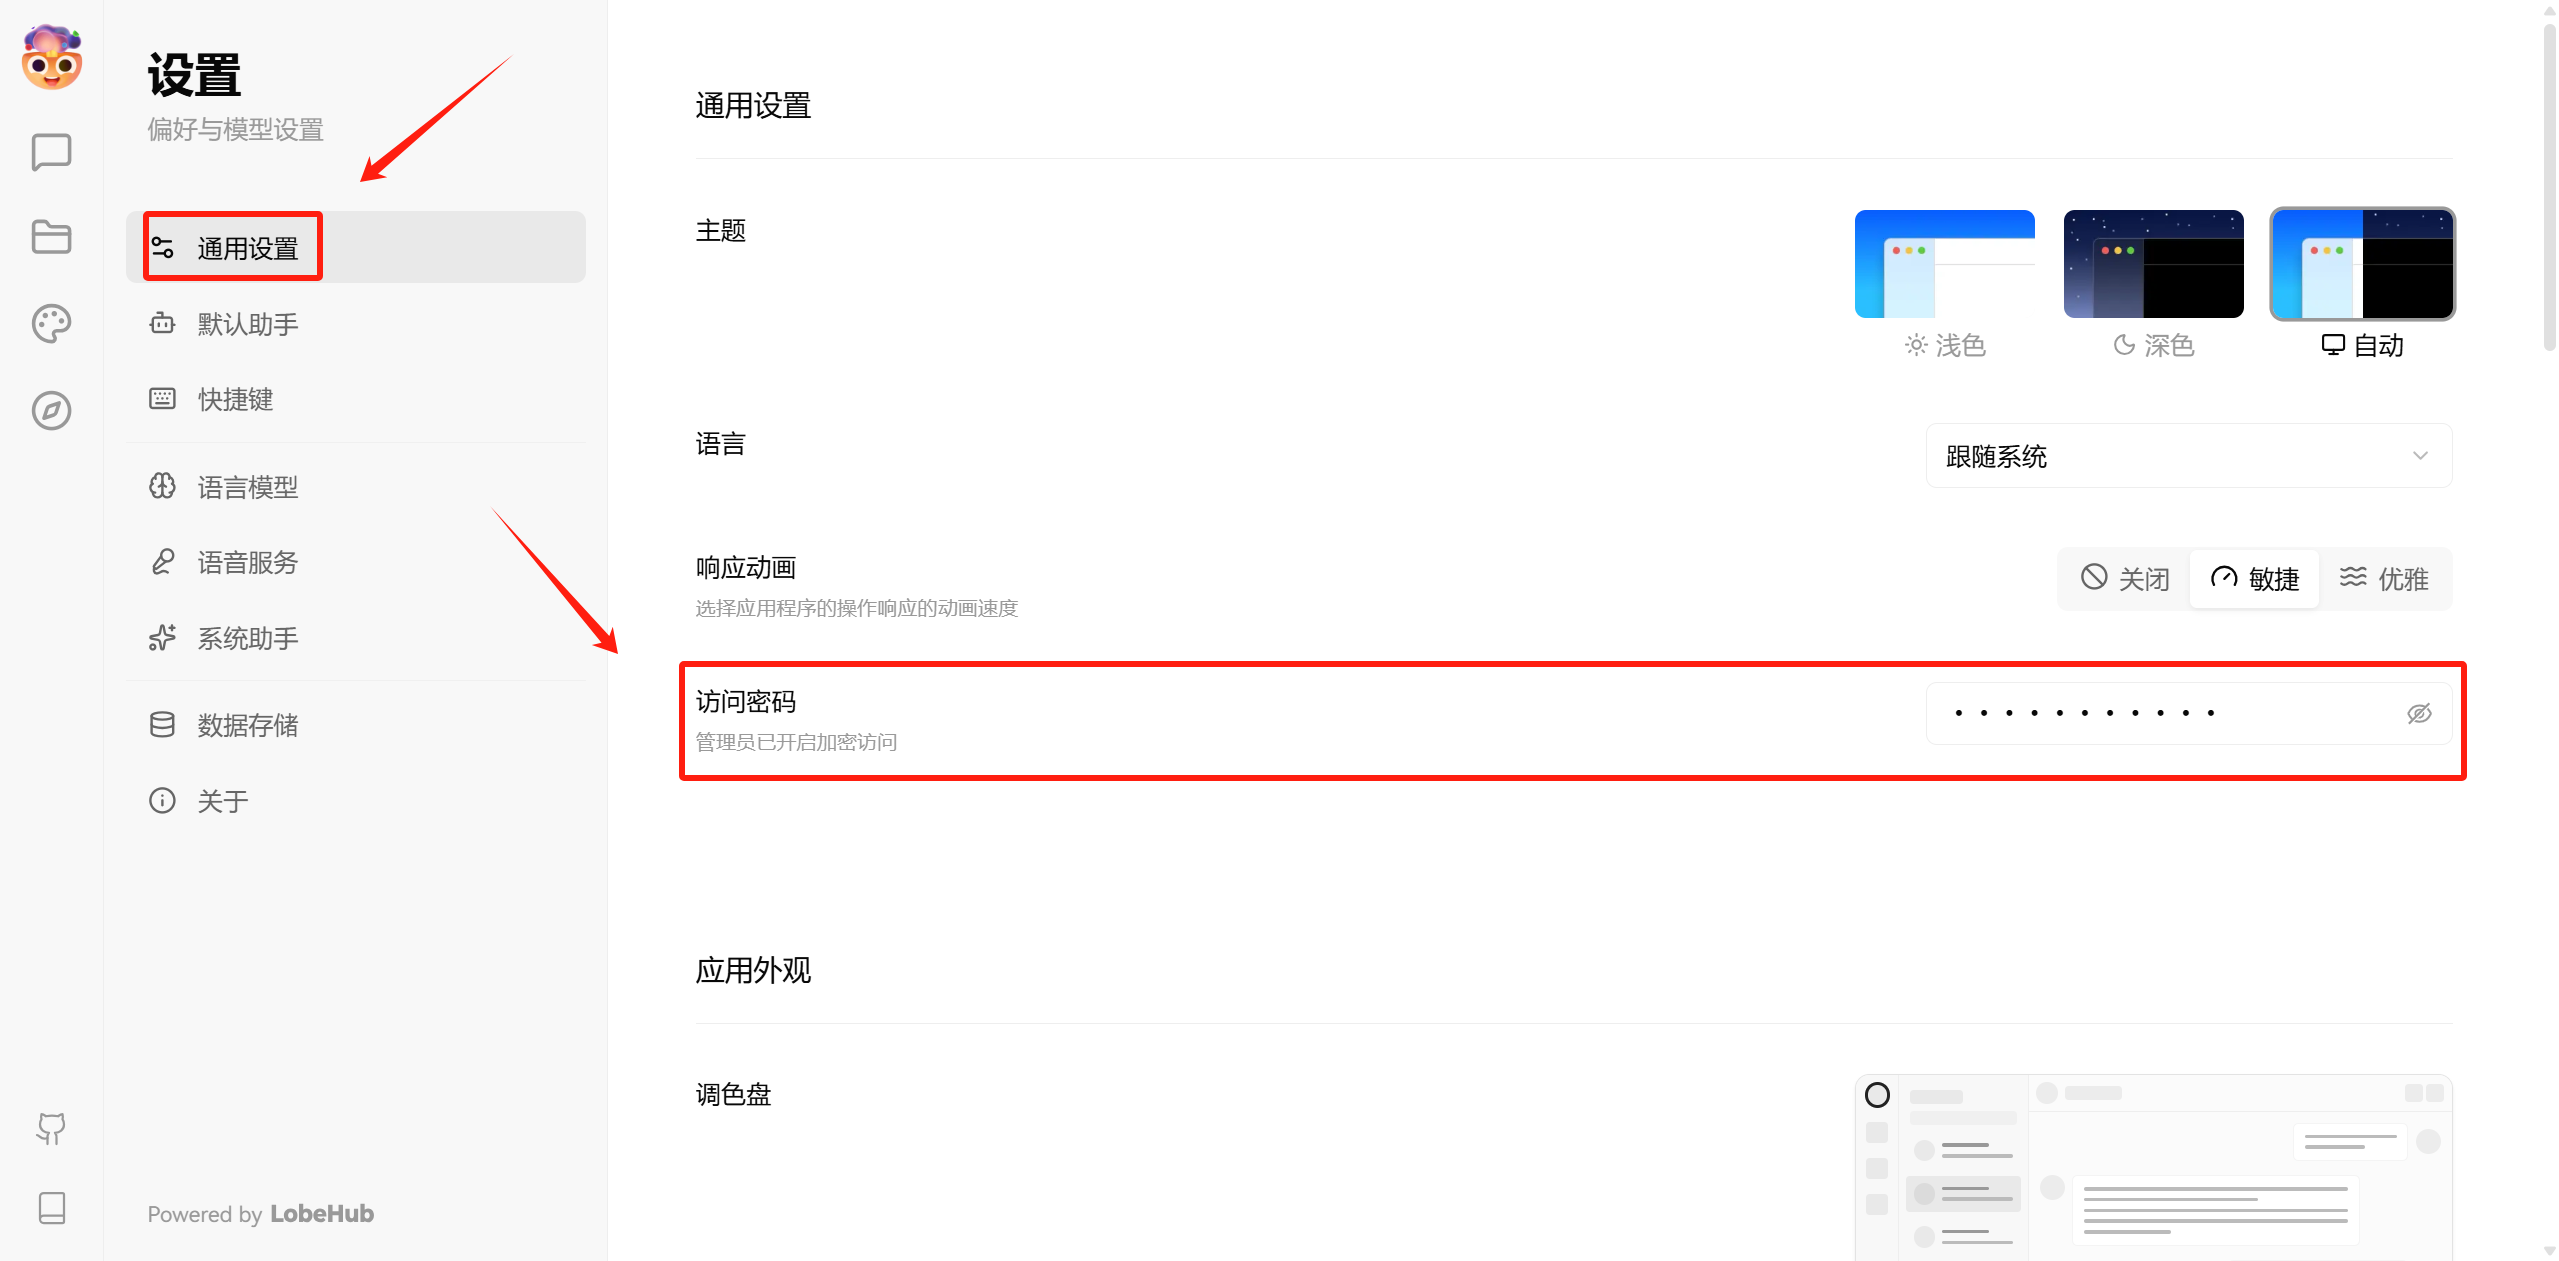 设置
偏好与模型设置
通用设置
默认助手
快捷键
语言模型
语音服务
系统助手
数据存储
关于
Powered by LobeHub
通用设置
主题
浅色
深色
自动
语言
跟随系统
响应动画
选择应用程序的操作响应的动画速度
关闭
敏捷
优雅
访问密码
管理员已开启加密访问
应用外观
调色盘